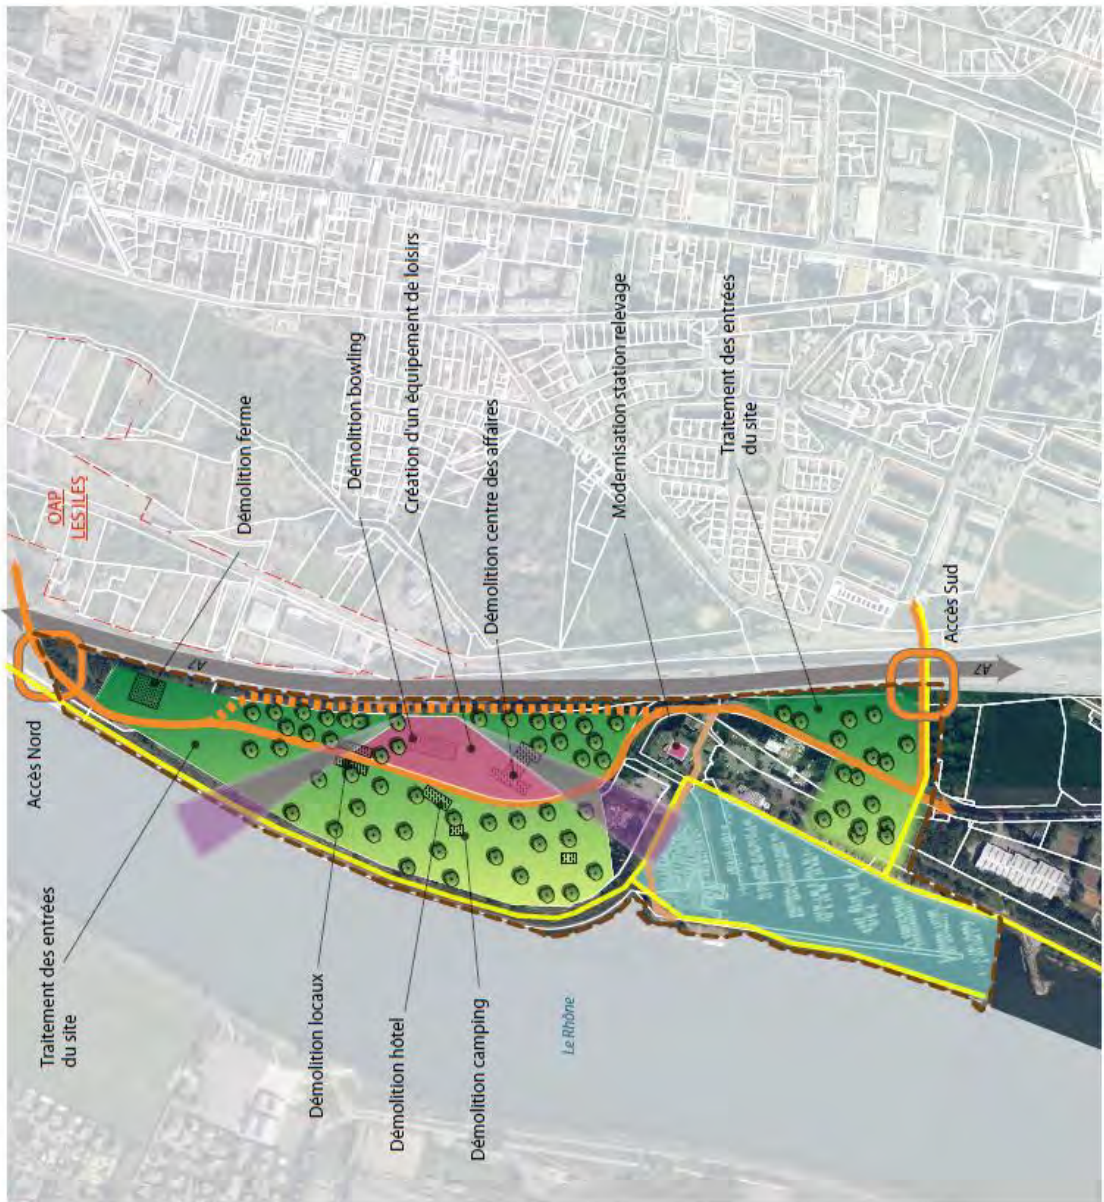 OAP
LES ILES
Démolition ferme
Démolition bowling
Création d'un équipement de loisirs
Démolition centre des affaires
Modernisation station relevage
Traitement des entrées
du site
Accès Nord
A7
A7
Accès Sud
Traitement des entrées
du site
Démolition locaux
Démolition hôtel
Démolition camping
Le Rhône